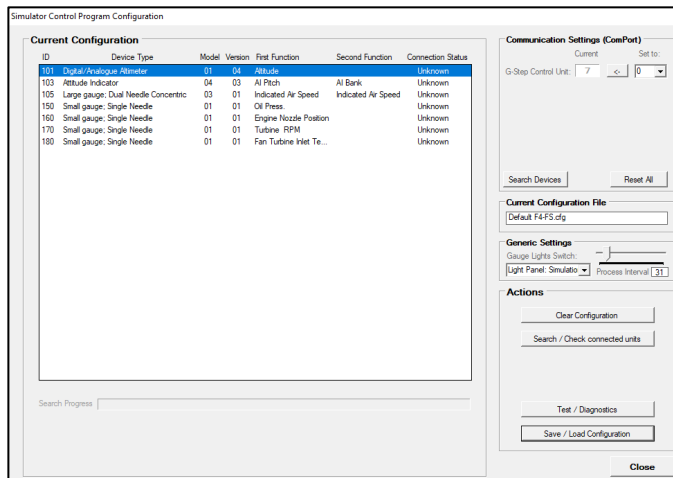 Simulator Control Program Configuration
Current Configuration
ID Device Type Model Version First Function Second Function Connection Status
101 Digital/Analogue Altimeter 01 04 Altitude Unknown
103 Attitude Indicator 04 03 AI Pitch AI Bank Unknown
105 Large gauge; Dual Needle Concentric 03 01 Indicated Air Speed Indicated Air Speed Unknown
150 Small gauge; Single Needle 01 01 Oil Press. Unknown
160 Small gauge; Single Needle 01 01 Engine Nozzle Position Unknown
170 Small gauge; Single Needle 01 01 Turbine RPM Unknown
180 Small gauge; Single Needle 01 01 Fan Turbine Inlet Te... Unknown
Search Progress
Communication Settings (ComPort)
Current Set to:
G-Step Control Unit: 7 <- 0
Search Devices Reset All
Current Configuration File
Default F4-FS.cfg
Generic Settings
Gauge Lights Switch:
Light Panel: Simulatio Process Interval 31
Actions
Clear Configuration
Search / Check connected units
Test / Diagnostics
Save / Load Configuration
Close